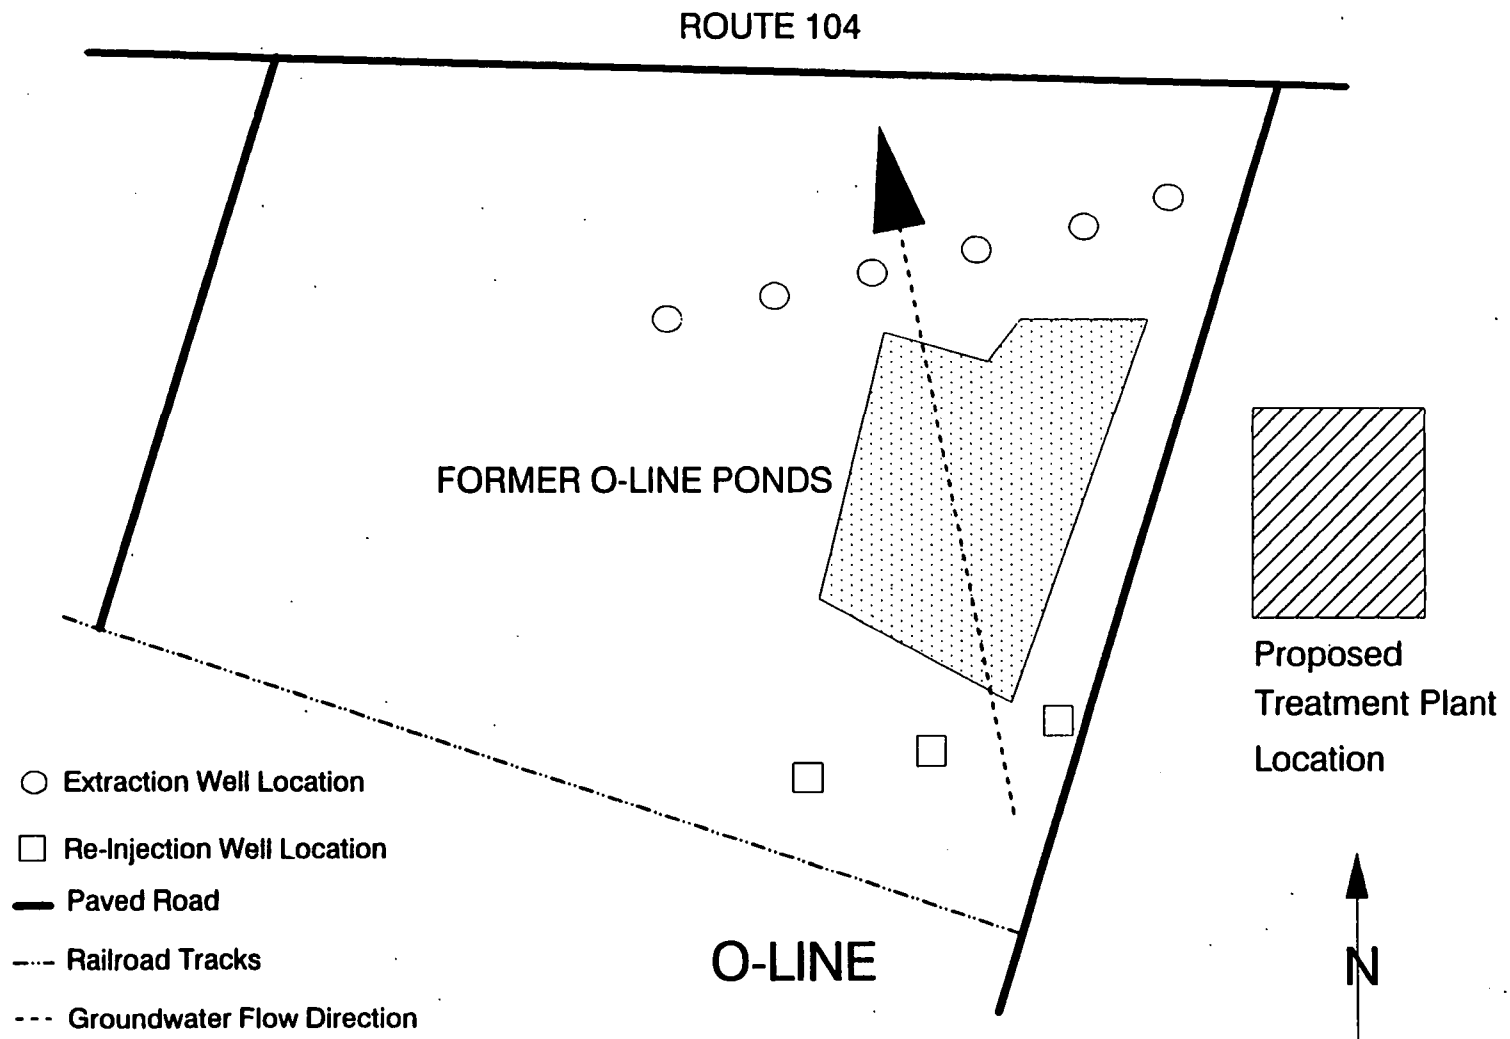 ROUTE 104
FORMER O-LINE PONDS
Proposed
Treatment Plant
Location
Extraction Well Location
Re-Injection Well Location
Paved Road
Railroad Tracks
Groundwater Flow Direction
O-LINE
N